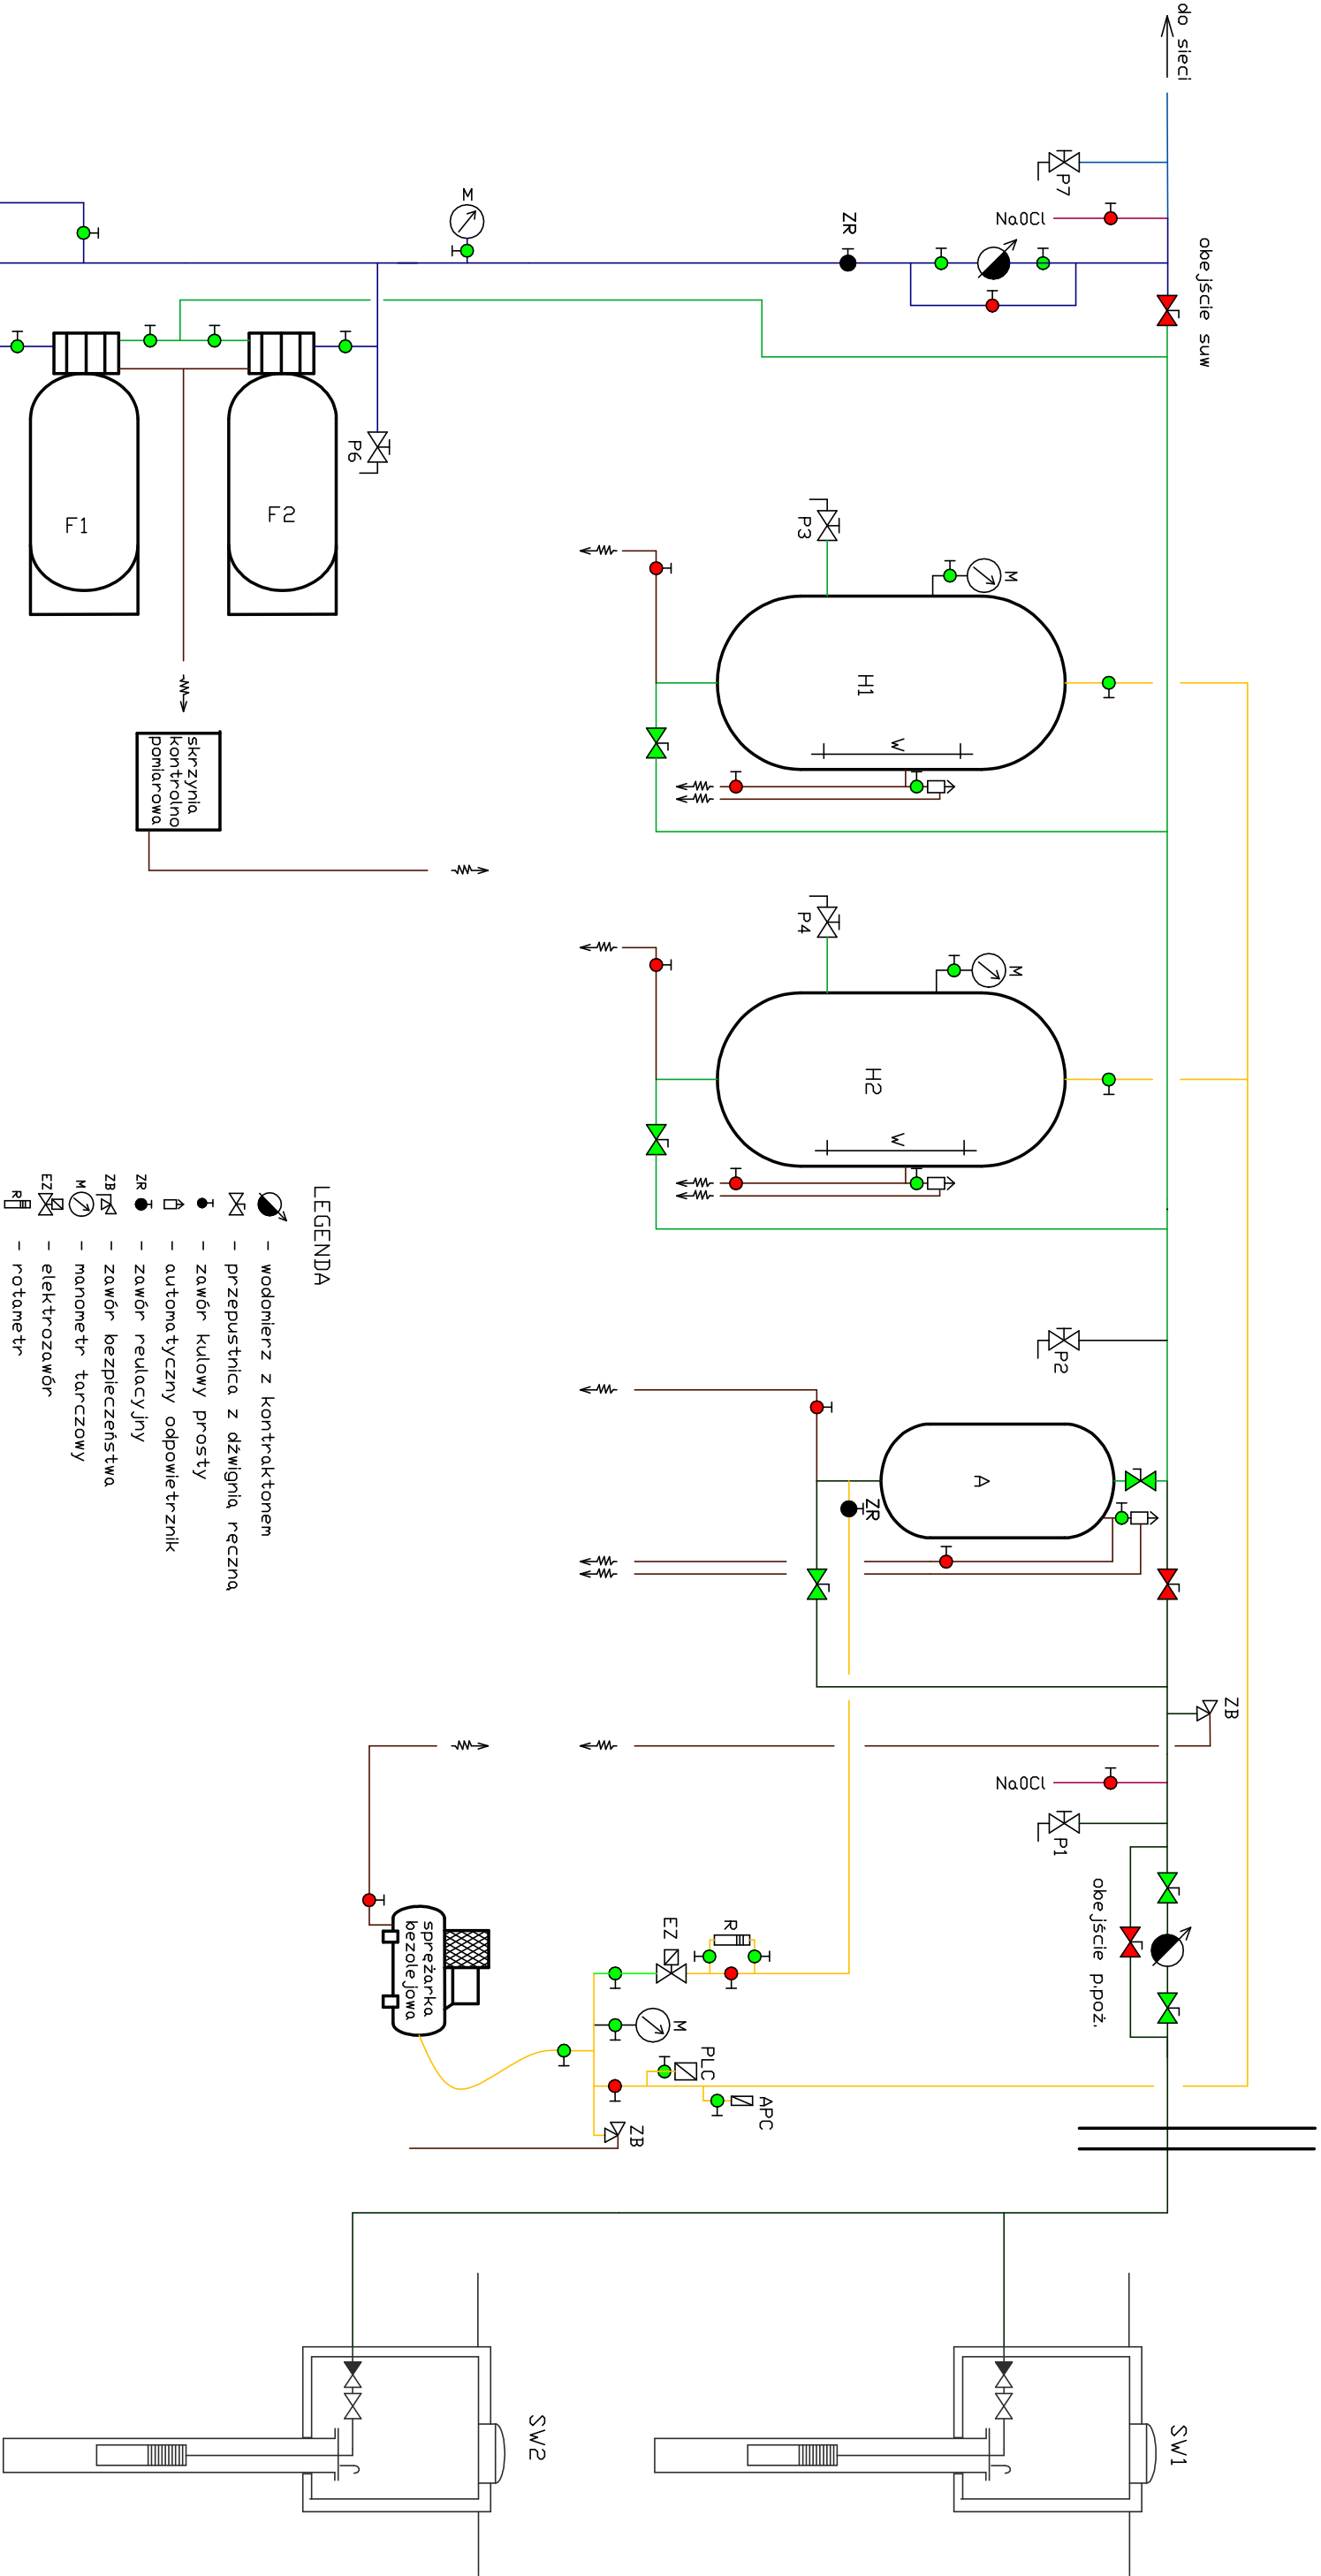 do sieci
P7
NaOCl
obejście suw
ZR
M
P6
F1
F2
P3
M
H1
W
skrzynia
kontrolno
pomiarowa
P4
M
H2
W
P2
A
ZR
ZB
NaOCl
P1
obejście p.poż.
sprężarka
bezolejowa
EZ
R
M
PLC
APC
ZB
SW1
SW2
LEGENDA
- wodomierz z kontraktonem
- przepustnica z dźwignią ręczną
- zawór kulowy prosty
- automatyczny odpowietrznik
ZR - zawór reulacyjny
ZB - zawór bezpieczeństwa
M - manometr tarczowy
EZ - elektrozawór
R - rotametr